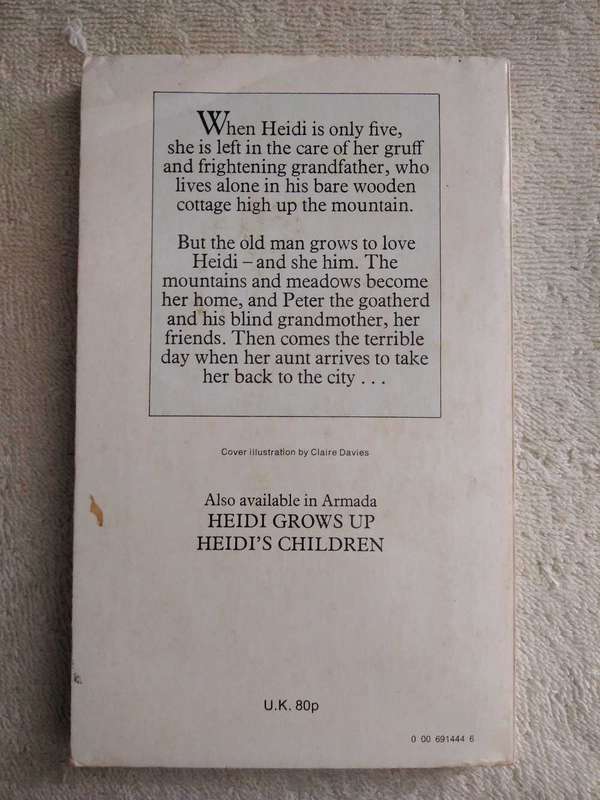 When Heidi is only five,
she is left in the care of her gruff
and frightening grandfather, who
lives alone in his bare wooden
cottage high up the mountain.
But the old man grows to love
Heidi – and she him. The
mountains and meadows become
her home, and Peter the goatherd
and his blind grandmother, her
friends. Then comes the terrible
day when her aunt arrives to take
her back to the city . . .
Cover illustration by Claire Davies
Also available in Armada
HEIDI GROWS UP
HEIDI'S CHILDREN
U.K. 80p
0 00 691444 6